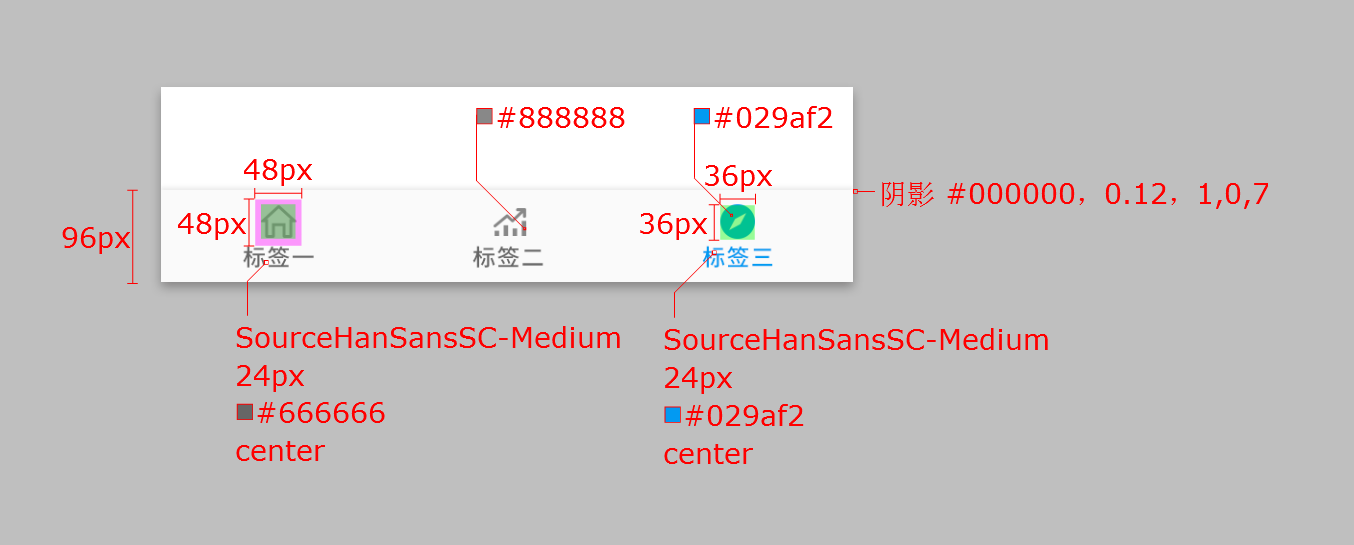 #888888
#029af2
48px
36px
阴影 #000000，0.12，1,0,7
48px
36px
96px
标签一
标签二
标签三
SourceHanSansSC-Medium
24px
#666666
center
SourceHanSansSC-Medium
24px
#029af2
center